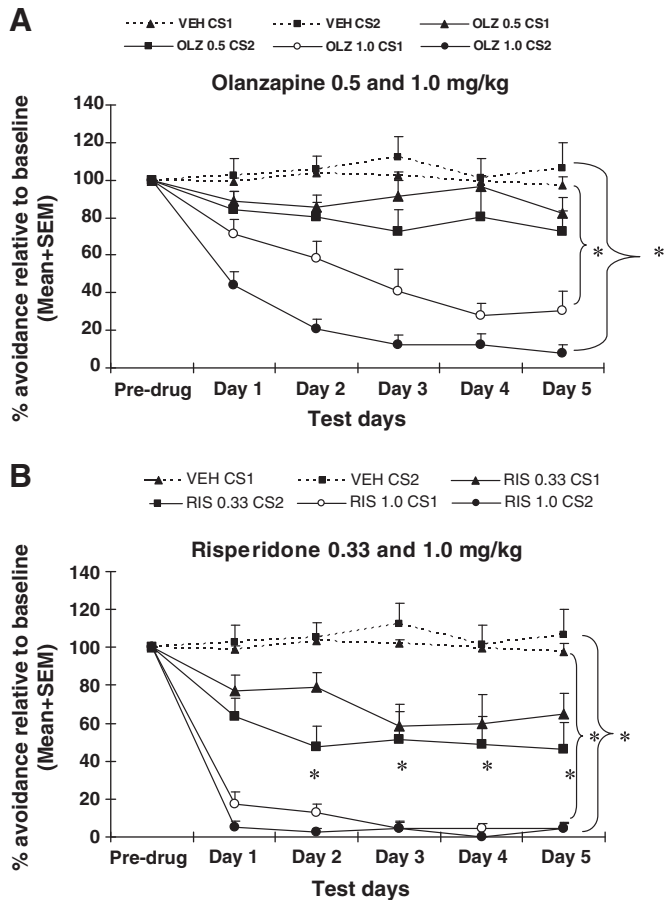 A
VEH CS1 VEH CS2 OLZ 0.5 CS1
OLZ 0.5 CS2 OLZ 1.0 CS1 OLZ 1.0 CS2
Olanzapine 0.5 and 1.0 mg/kg
% avoidance relative to baseline
(Mean+SEM)
140
120
100
80
60
40
20
0
* *
Pre-drug Day 1 Day 2 Day 3 Day 4 Day 5
Test days
B
VEH CS1 VEH CS2 RIS 0.33 CS1
RIS 0.33 CS2 RIS 1.0 CS1 RIS 1.0 CS2
Risperidone 0.33 and 1.0 mg/kg
% avoidance relative to baseline
(Mean+SEM)
140
120
100
80
60
40
20
0
* *
* * * *
Pre-drug Day 1 Day 2 Day 3 Day 4 Day 5
Test days